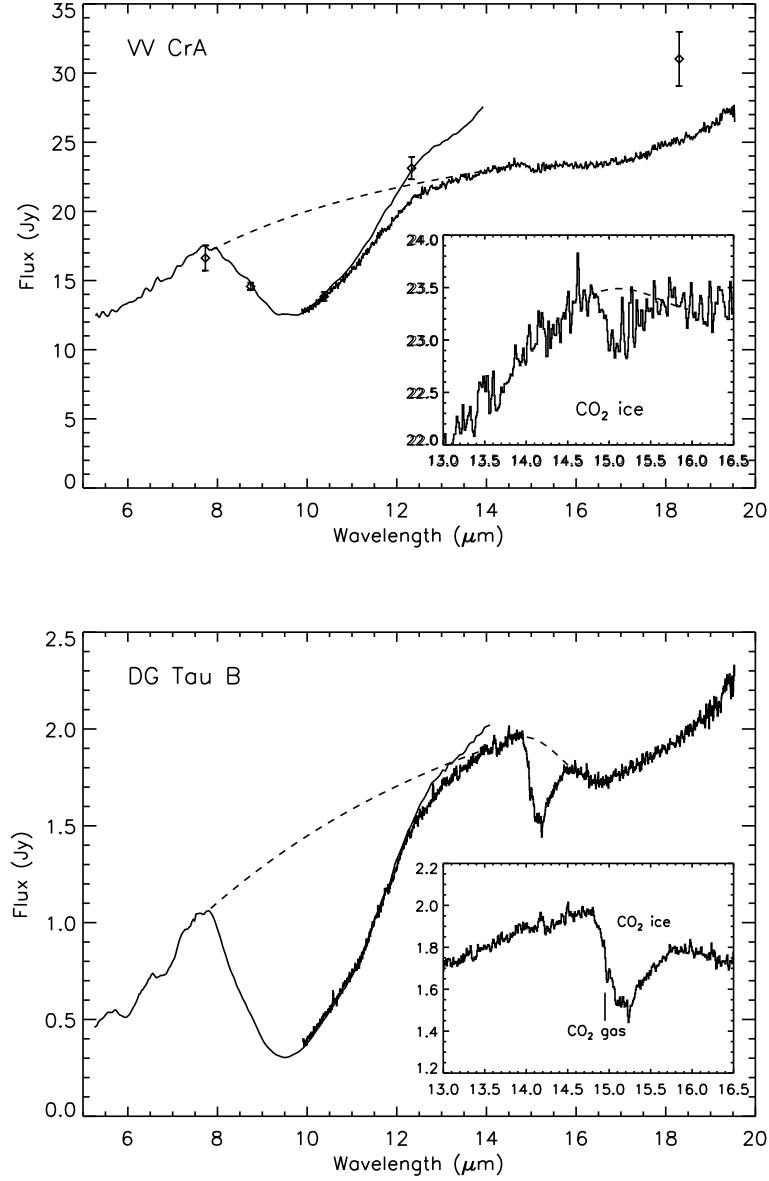 35
30
25
20
15
10
5
0
Flux (Jy)
VV CrA
24.0
23.5
23.0
22.5
22.0
13.0 13.5 14.0 14.5 15.0 15.5 16.0 16.5
CO₂ ice
6 8 10 12 14 16 18 20
Wavelength (μm)
2.5
2.0
1.5
1.0
0.5
0.0
Flux (Jy)
DG Tau B
2.2
2.0
1.8
1.6
1.4
1.2
CO₂ ice
CO₂ gas
13.0 13.5 14.0 14.5 15.0 15.5 16.0 16.5
6 8 10 12 14 16 18 20
Wavelength (μm)